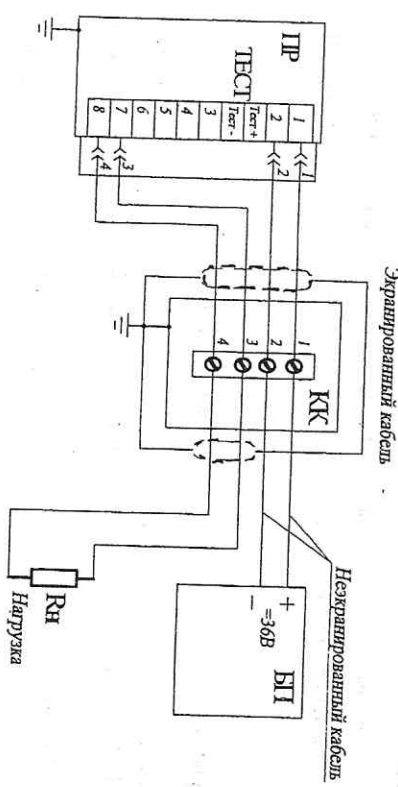 Экранированный кабель
Неэкранированный кабель
ПР
ТЕСТ
1
2
Тест+
Тест-
3
4
5
6
7
8
1
2
3
4
КК
1
2
3
4
БП
+ =36В
−
Rн
Нагрузка